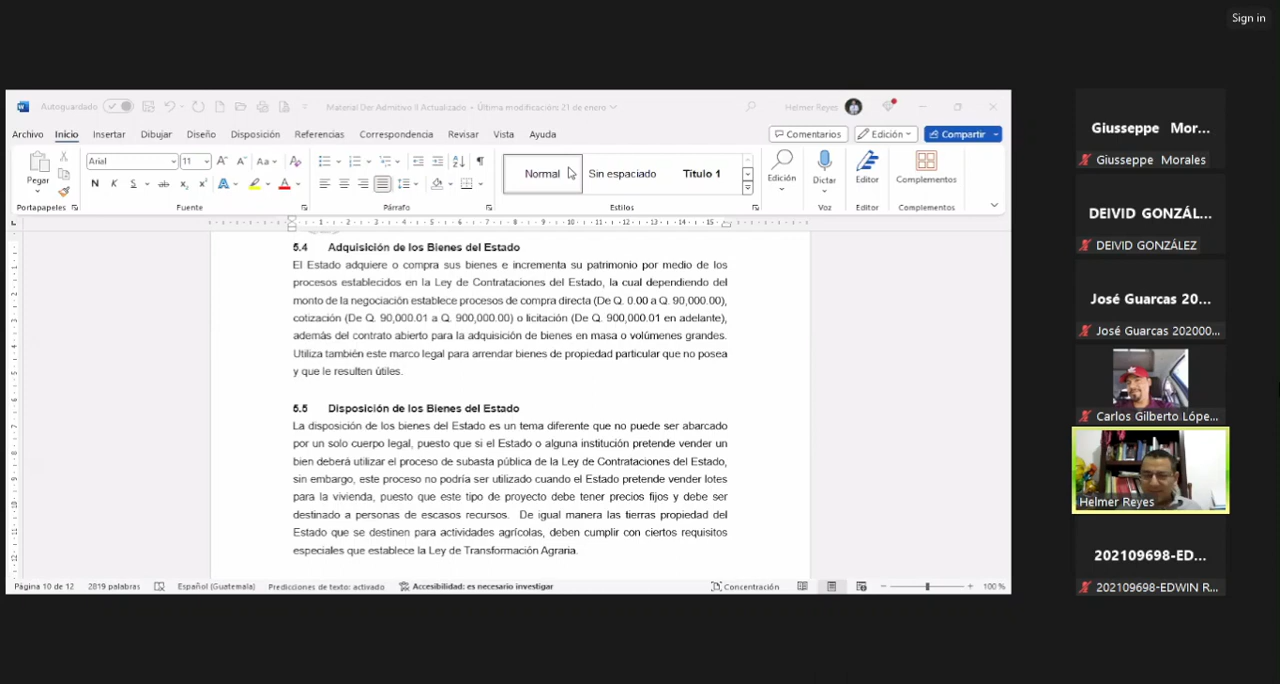 Sign in
Autoguardado
Material Der Admitivo II Actualizado • Última modificación: 21 de enero
Helmer Reyes
Archivo Inicio Insertar Dibujar Diseño Disposición Referencias Correspondencia Revisar Vista Ayuda
Comentarios Edición Compartir
Pegar
Arial 11
N K S
Normal Sin espaciado Título 1
Edición Dictar Editor Complementos
Portapapeles Fuente Párrafo Estilos Voz Editor Complementos
5.4 Adquisición de los Bienes del Estado
El Estado adquiere o compra sus bienes e incrementa su patrimonio por medio de los
procesos establecidos en la Ley de Contrataciones del Estado, la cual dependiendo del
monto de la negociación establece procesos de compra directa (De Q. 0.00 a Q. 90,000.00),
cotización (De Q. 90,000.01 a Q. 900,000.00) o licitación (De Q. 900,000.01 en adelante),
además del contrato abierto para la adquisición de bienes en masa o volúmenes grandes.
Utiliza también este marco legal para arrendar bienes de propiedad particular que no posea
y que le resulten útiles.
5.5 Disposición de los Bienes del Estado
La disposición de los bienes del Estado es un tema diferente que no puede ser abarcado
por un solo cuerpo legal, puesto que si el Estado o alguna institución pretende vender un
bien deberá utilizar el proceso de subasta pública de la Ley de Contrataciones del Estado,
sin embargo, este proceso no podría ser utilizado cuando el Estado pretende vender lotes
para la vivienda, puesto que este tipo de proyecto debe tener precios fijos y debe ser
destinado a personas de escasos recursos. De igual manera las tierras propiedad del
Estado que se destinen para actividades agrícolas, deben cumplir con ciertos requisitos
especiales que establece la Ley de Transformación Agraria.
Página 10 de 12 2819 palabras Español (Guatemala) Predicciones de texto: activado Accesibilidad: es necesario investigar Concentración 100 %
Giusseppe Mor...
Giusseppe Morales
DEIVID GONZÁL...
DEIVID GONZÁLEZ
José Guarcas 20...
José Guarcas 202000...
Carlos Gilberto Lópe...
Helmer Reyes
202109698-ED...
202109698-EDWIN R...